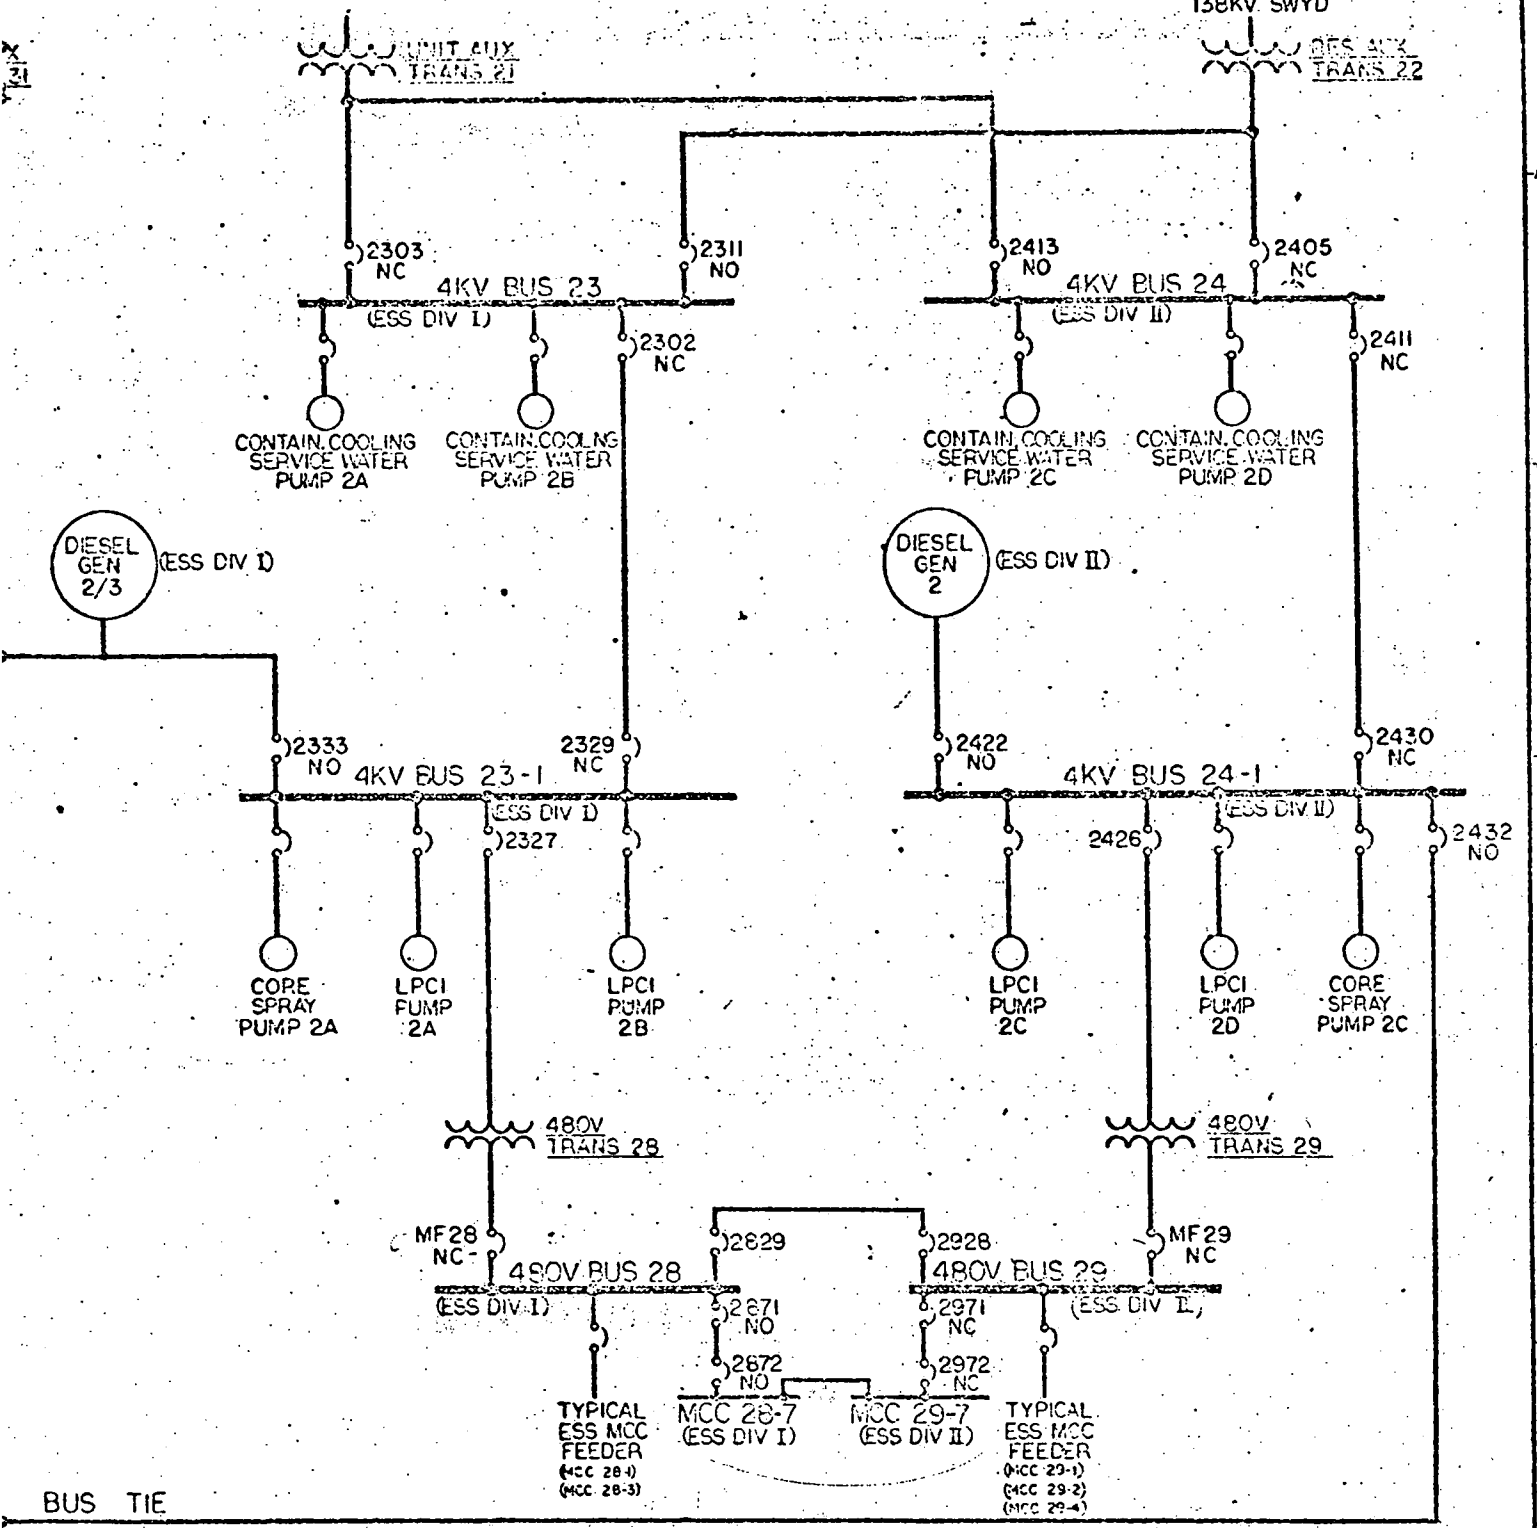 138KV SWYD
UNIT AUX
TRANS 21
RES AUX
TRANS 22
2303
NC
2311
NO
2413
NO
2405
NC
4KV BUS 23
(ESS DIV I)
4KV BUS 24
(ESS DIV II)
2302
NC
2411
NC
CONTAIN. COOLING
SERVICE WATER
PUMP 2A
CONTAIN. COOLNG
SERVICE WATER
PUMP 2B
CONTAIN. COOLING
SERVICE WATER
PUMP 2C
CONTAIN. COOLING
SERVICE WATER
PUMP 2D
DIESEL
GEN
2/3
(ESS DIV I)
DIESEL
GEN
2
(ESS DIV II)
2333
NO
2329
NC
2422
NO
2430
NC
4KV BUS 23-1
(ESS DIV I)
4KV BUS 24-1
(ESS DIV II)
2327
2426
2432
NO
CORE
SPRAY
PUMP 2A
LPCI
PUMP
2A
LPCI
PUMP
2B
LPCI
PUMP
2C
LPCI
PUMP
2D
CORE
SPRAY
PUMP 2C
480V
TRANS 28
480V
TRANS 29
MF28
NC
2829
2928
MF29
NC
480V BUS 28
(ESS DIV I)
480V BUS 29
(ESS DIV II)
2871
NO
2971
NC
2872
NO
2972
NC
TYPICAL
ESS MCC
FEEDER
(MCC 28-1)
(MCC 28-3)
MCC 28-7
(ESS DIV I)
MCC 29-7
(ESS DIV II)
TYPICAL
ESS MCC
FEEDER
(MCC 29-1)
(MCC 29-2)
(MCC 29-4)
BUS TIE